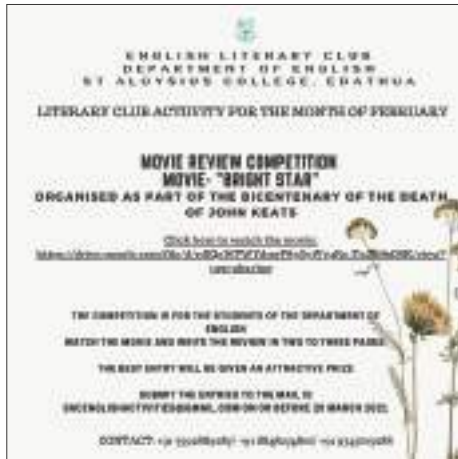 ENGLISH LITERARY CLUB
DEPARTMENT OF ENGLISH
ST ALOYSIUS COLLEGE, EDATHUA
LITERARY CLUB ACTIVITY FOR THE MONTH OF FEBRUARY
MOVIE REVIEW COMPETITION
MOVIE- "BRIGHT STAR"
ORGANISED AS PART OF THE BICENTENARY OF THE DEATH
OF JOHN KEATS
Click here to watch the movie:
THE COMPETITION IS FOR THE STUDENTS OF THE DEPARTMENT OF
ENGLISH
WATCH THE MOVIE AND WRITE THE REVIEW IN TWO TO THREE PAGES
THE BEST ENTRY WILL BE GIVEN AN ATTRACTIVE PRIZE
SUBMIT THE ENTRIES TO THE MAIL ID
ON OR BEFORE MARCH 2021
CONTACT: